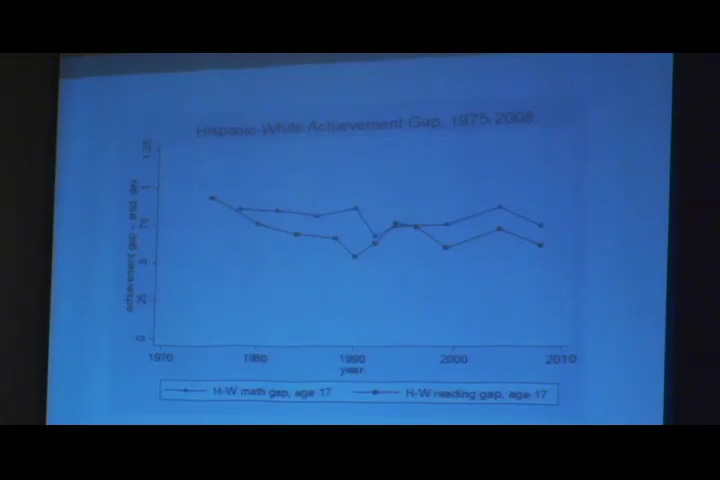 Hispanic-White Achievement Gap, 1975-2008
achievement gap - std. dev.
1.25
1
.75
.5
.25
0
1970 1980 1990 2000 2010
year
H-W math gap, age 17 H-W reading gap, age 17